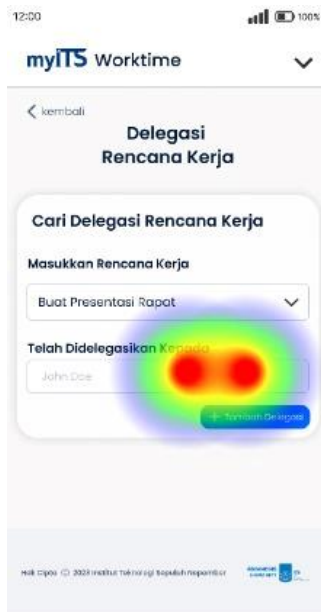 12:00
100%
myITS Worktime
kembali
Delegasi
Rencana Kerja
Cari Delegasi Rencana Kerja
Masukkan Rencana Kerja
Buat Presentasi Rapat
Telah Didelegasikan Kepada
John Doe
+ Tambah Delegasi
Hak Cipta © 2023 Institut Teknologi Sepuluh Nopember